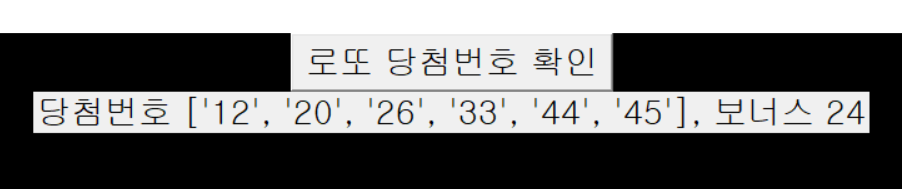 로또 당첨번호 확인
당첨번호 ['12', '20', '26', '33', '44', '45'], 보너스 24